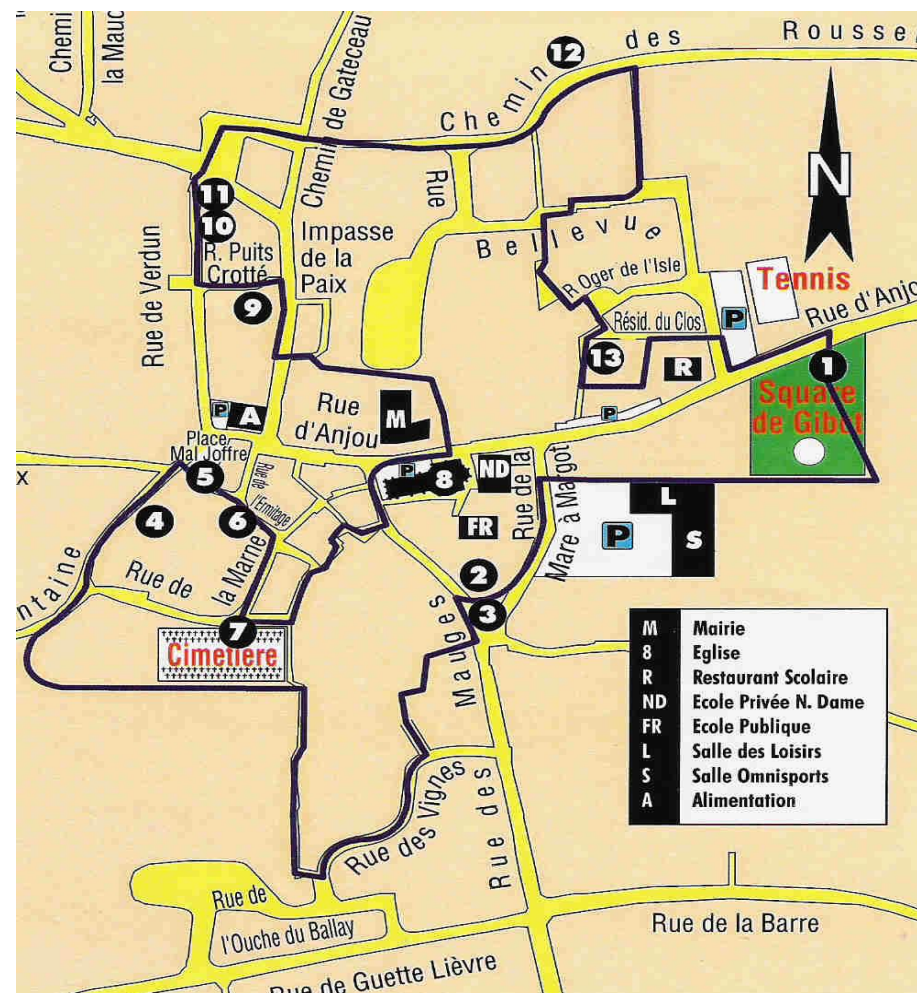 Chemin
la Mauc
Chemin de Gateceau
12
Chemin des Rousse
N
11
10
R. Puits
Crotté
Impasse
de la
Paix
Rue
Bellevue
R Oger de l'Isle
Tennis
Rue d'Anjou
Rue de Verdun
9
Résid. du Clos
P
13
R
1
Square
de Gibot
P
A
Rue
d'Anjou
M
P
Place
Mal Joffre
Rue de
l'Ermitage
P
8
ND
Rue de la
Mare à Margot
x
5
4
6
FR
L
P
S
ntaine
Rue de
la Marne
2
3
7
Cimetière
Mauges
Rue des
M Mairie
8 Eglise
R Restaurant Scolaire
ND Ecole Privée N. Dame
FR Ecole Publique
L Salle des Loisirs
S Salle Omnisports
A Alimentation
Rue des Vignes
Rue de
l'Ouche du Ballay
Rue de la Barre
Rue de Guette Lièvre